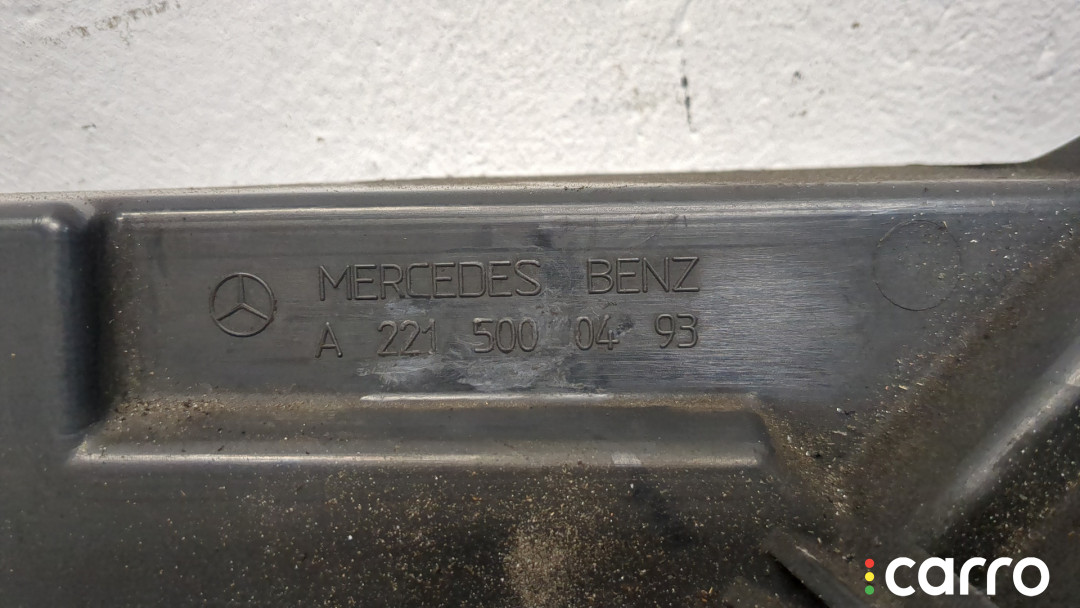 MERCEDES BENZ
A 221 500 04 93
carro